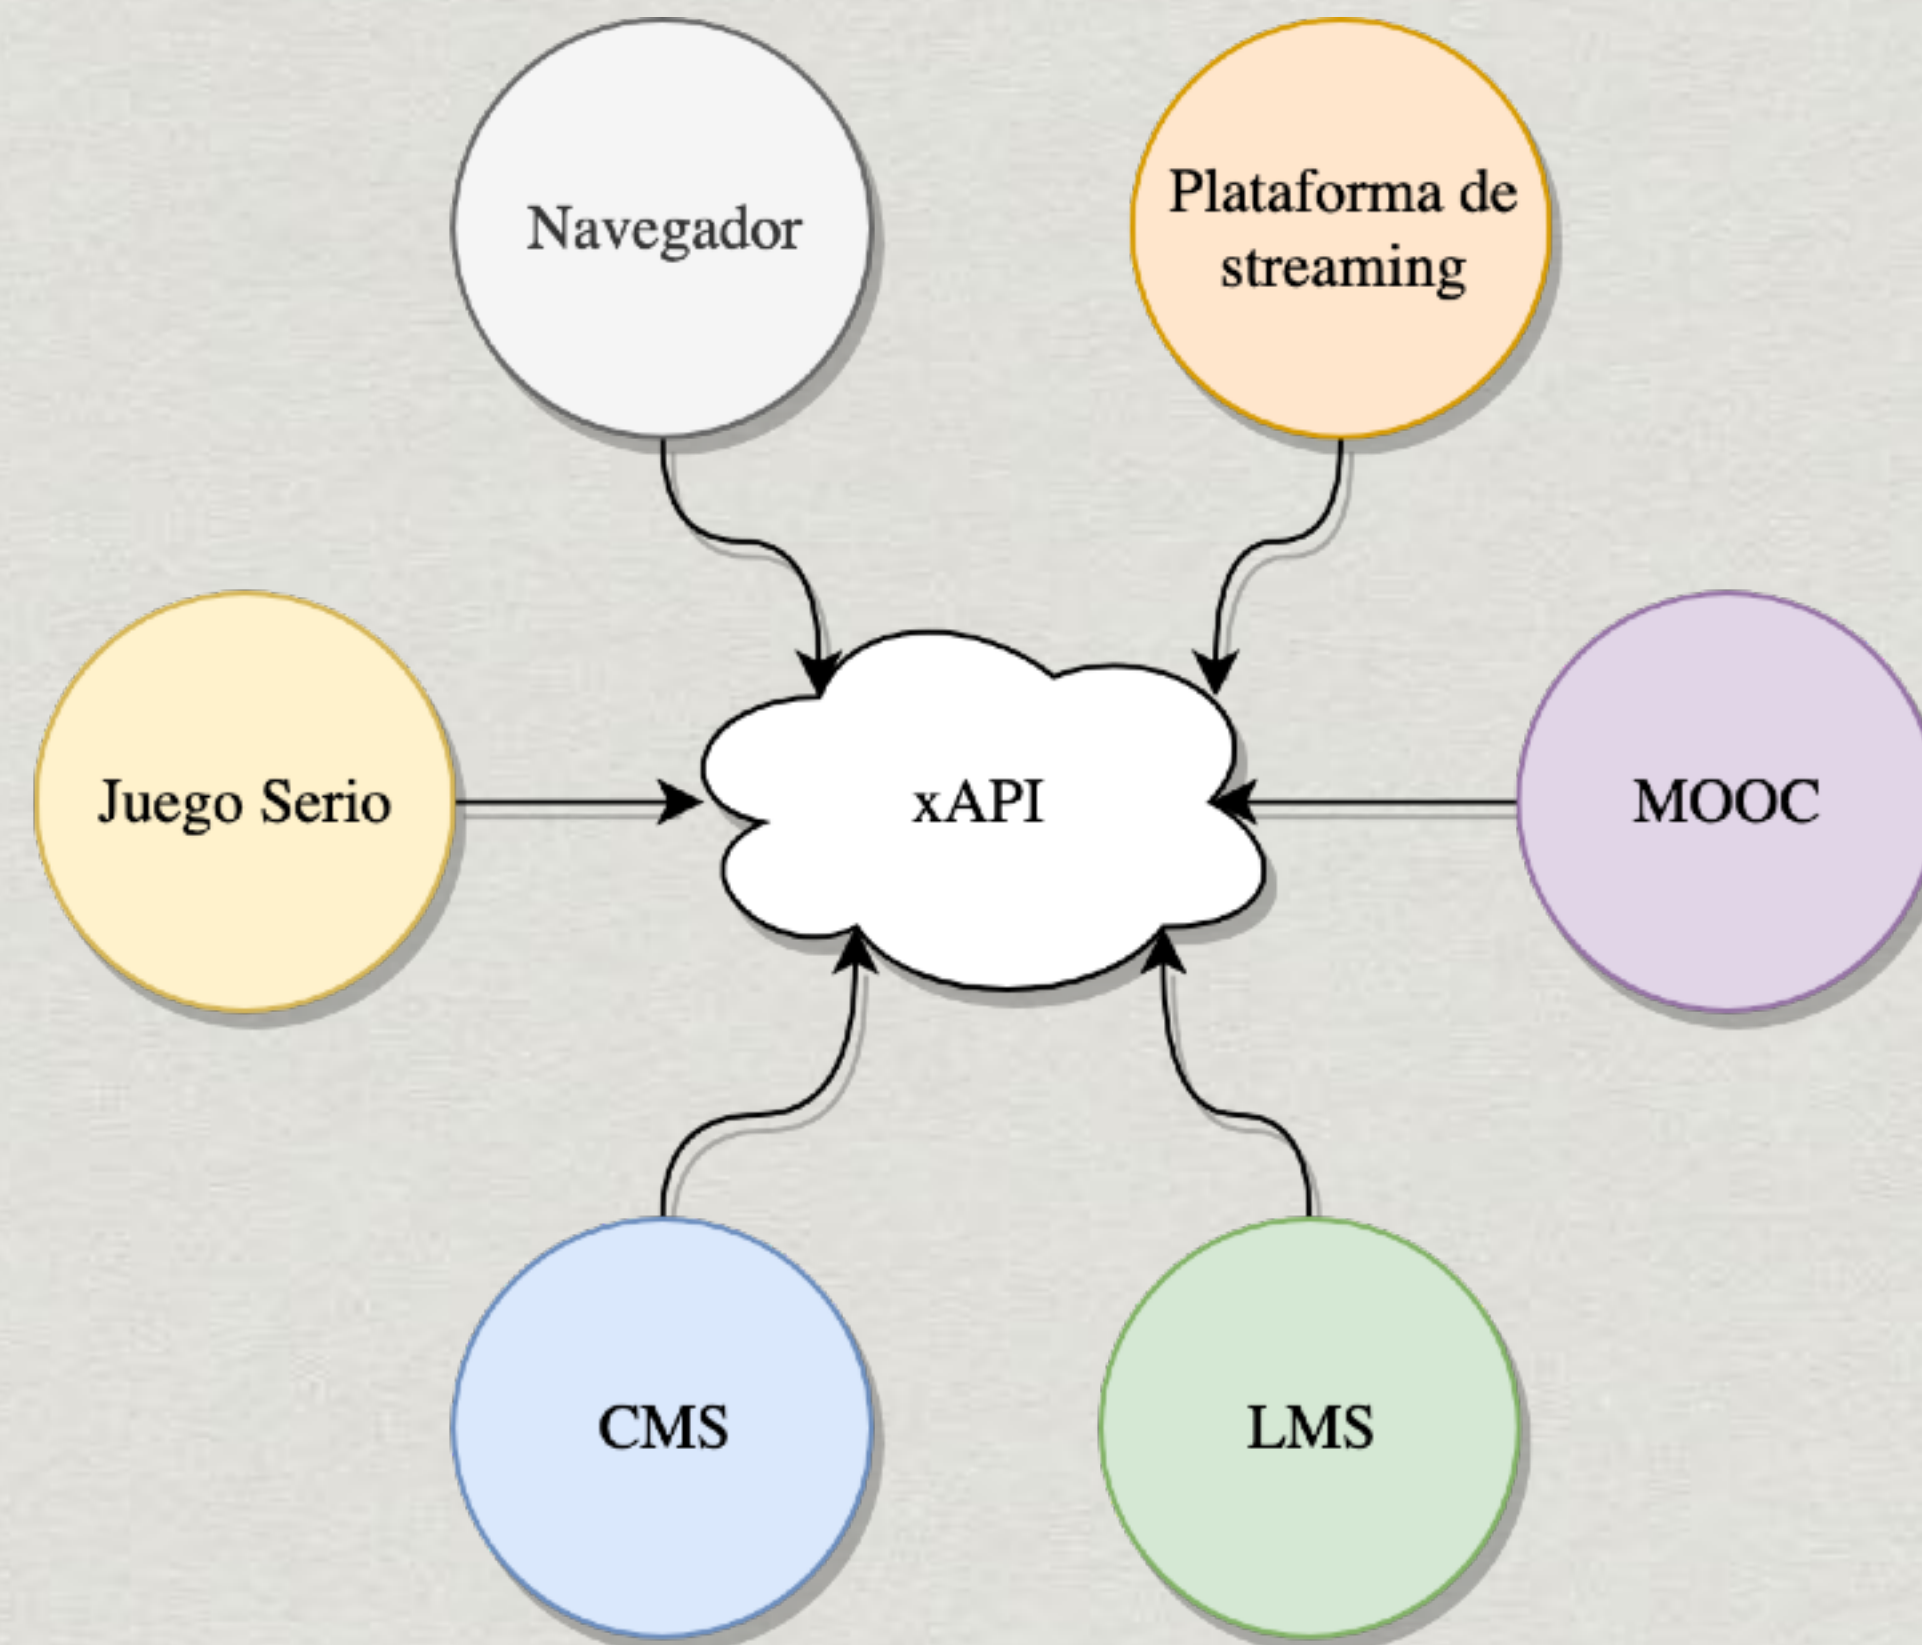 Navegador
Plataforma de
streaming
Juego Serio
xAPI
MOOC
CMS
LMS